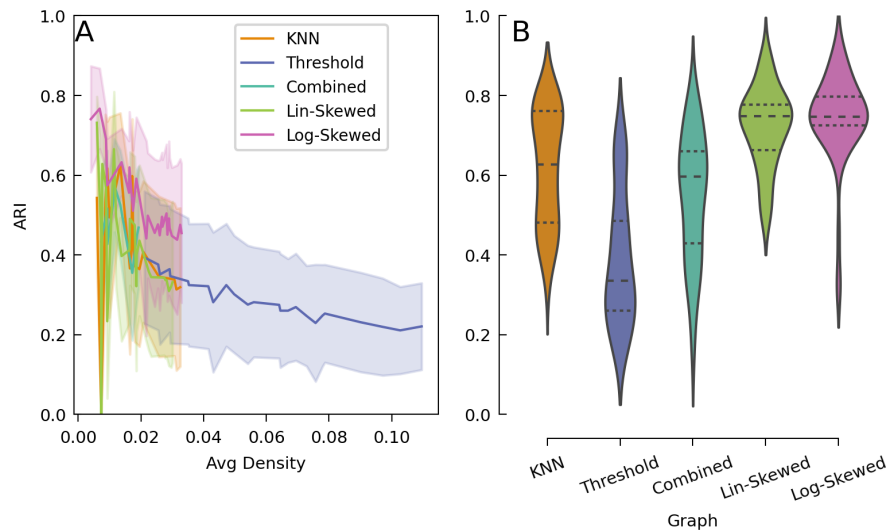 A
ARI
1.0
0.8
0.6
0.4
0.2
0.0
KNN
Threshold
Combined
Lin-Skewed
Log-Skewed
0.00 0.02 0.04 0.06 0.08 0.10
Avg Density
B
1.0
0.8
0.6
0.4
0.2
0.0
KNN Threshold Combined Lin-Skewed Log-Skewed
Graph